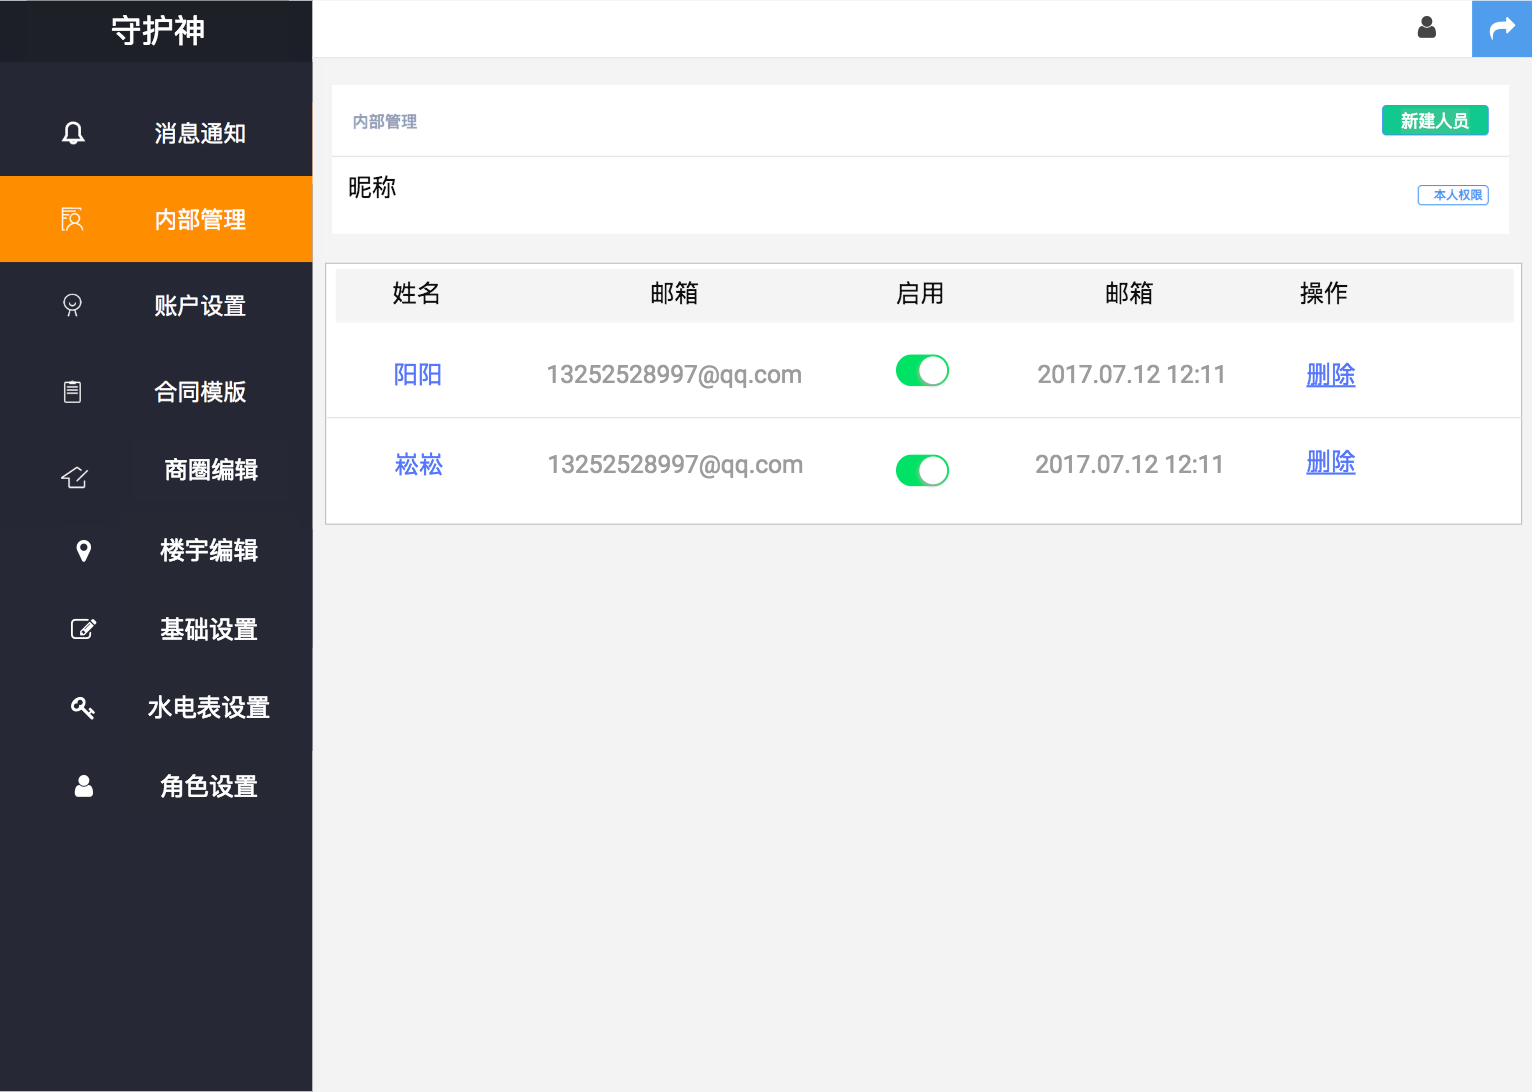 守护神
消息通知
内部管理
账户设置
合同模版
商圈编辑
楼宇编辑
基础设置
水电表设置
角色设置
内部管理
新建人员
昵称
本人权限
姓名 邮箱 启用 邮箱 操作
阳阳 13252528997@qq.com 2017.07.12 12:11 删除
崧崧 13252528997@qq.com 2017.07.12 12:11 删除